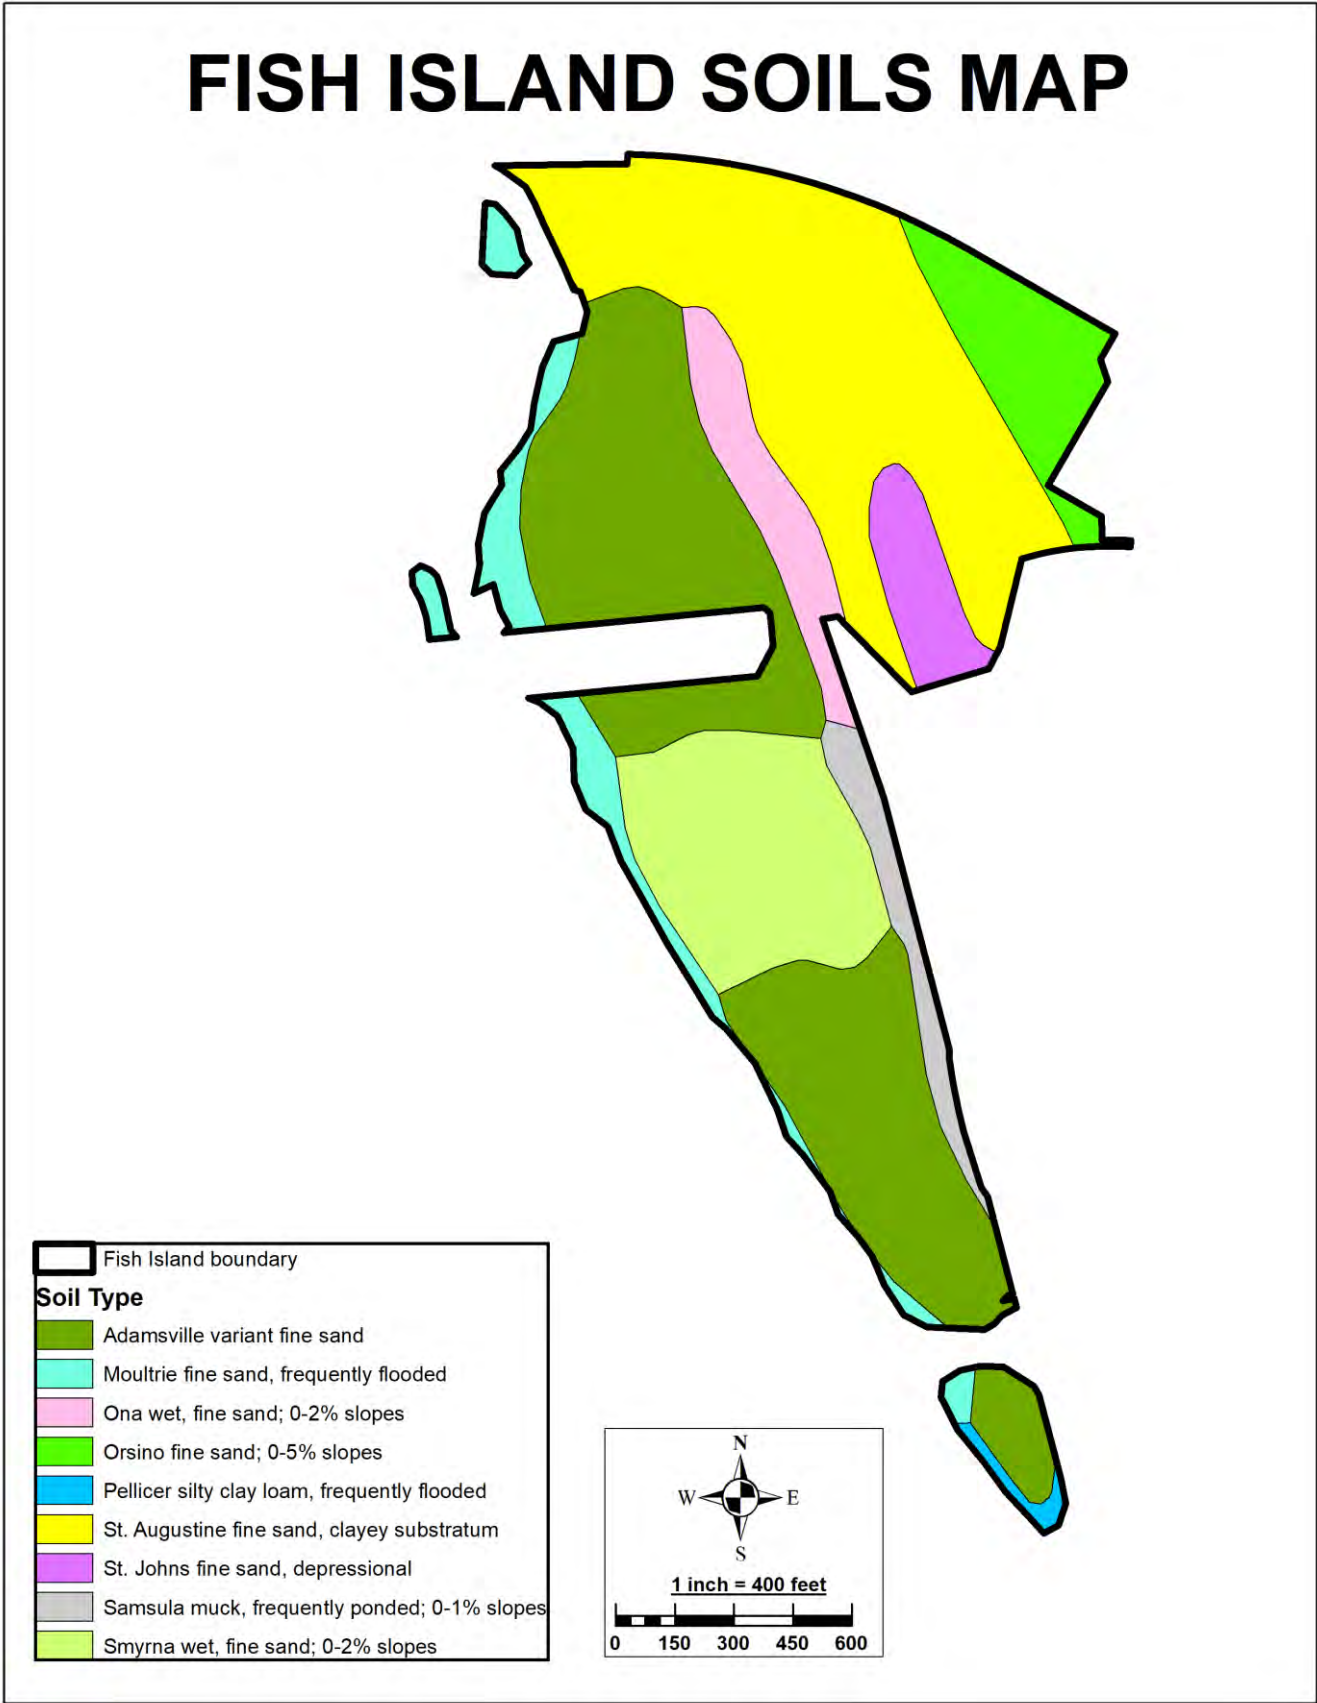 FISH ISLAND SOILS MAP
Fish Island boundary
Soil Type
Adamsville variant fine sand
Moultrie fine sand, frequently flooded
Ona wet, fine sand; 0-2% slopes
Orsino fine sand; 0-5% slopes
Pellicer silty clay loam, frequently flooded
St. Augustine fine sand, clayey substratum
St. Johns fine sand, depressional
Samsula muck, frequently ponded; 0-1% slopes
Smyrna wet, fine sand; 0-2% slopes
N
W E
S
1 inch = 400 feet
0 150 300 450 600